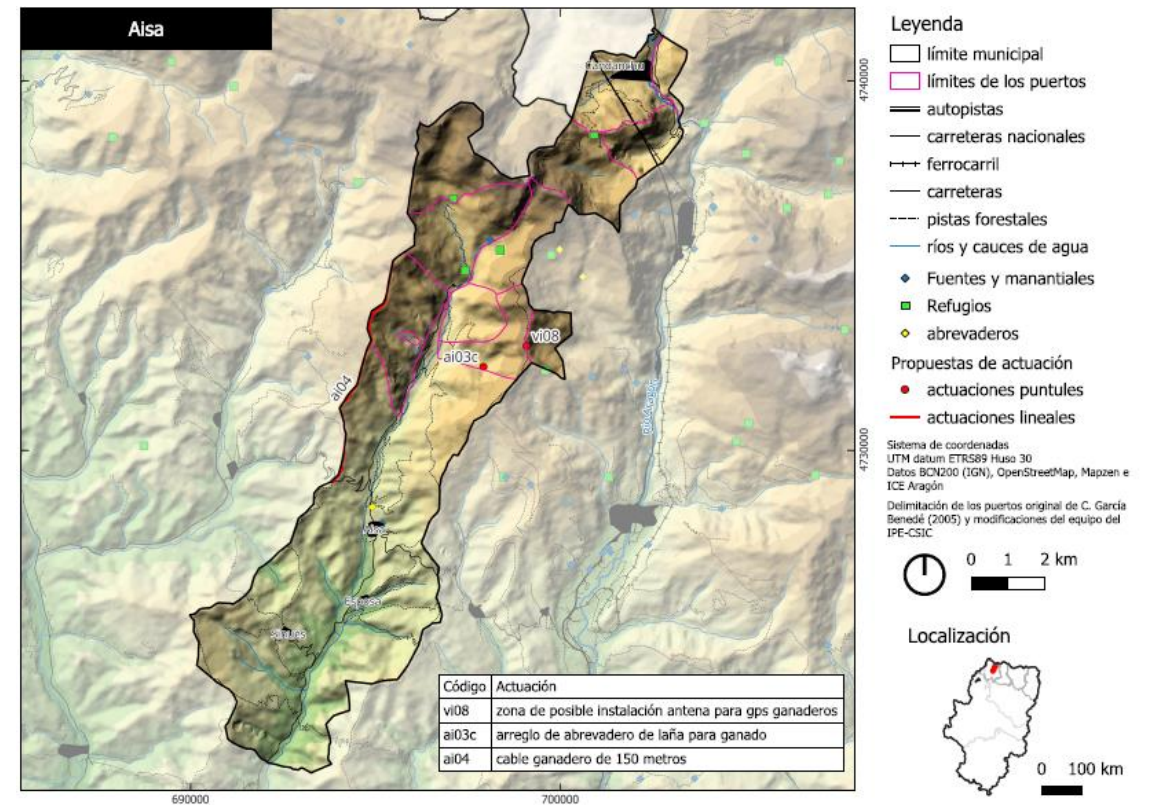 Aisa
Candanchu
4740000
vi08
ai03c
ai04
4730000
Esposa
Sinues
690000
700000
Código Actuación
vi08 zona de posible instalación antena para gps ganaderos
ai03c arreglo de abrevadero de laña para ganado
ai04 cable ganadero de 150 metros
Leyenda
límite municipal
límites de los puertos
autopistas
carreteras nacionales
ferrocarril
carreteras
pistas forestales
ríos y cauces de agua
Fuentes y manantiales
Refugios
abrevaderos
Propuestas de actuación
actuaciones puntules
actuaciones lineales
Sistema de coordenadas
UTM datum ETRS89 Huso 30
Datos BCN200 (IGN), OpenStreetMap, Mapzen e
ICE Aragón
Delimitación de los puertos original de C. García
Benedé (2005) y modificaciones del equipo del
IPE-CSIC
0 1 2 km
Localización
0 100 km